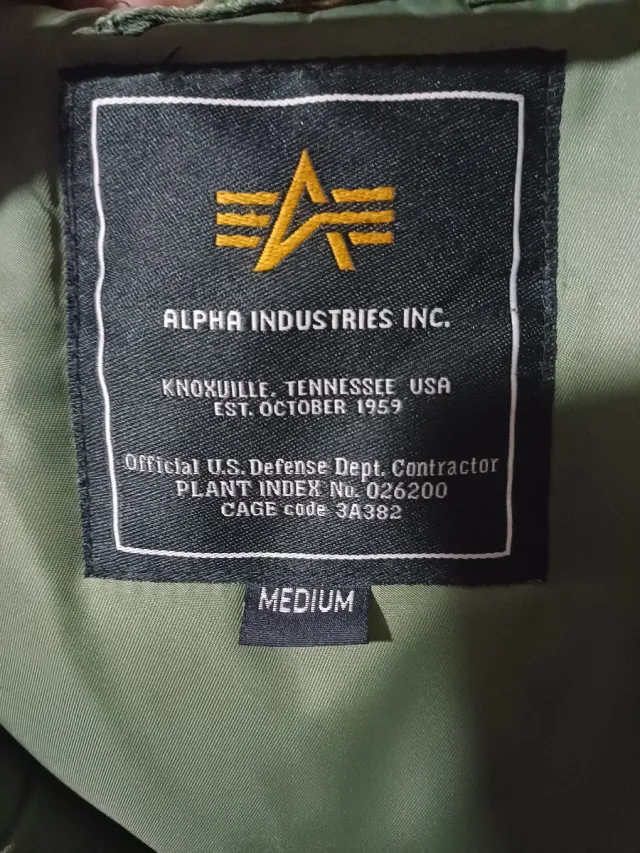 ALPHA INDUSTRIES INC.
KNOXVILLE, TENNESSEE USA
EST. OCTOBER 1959
Official U.S. Defense Dept. Contractor
PLANT INDEX No. 026200
CAGE code 3A382
MEDIUM